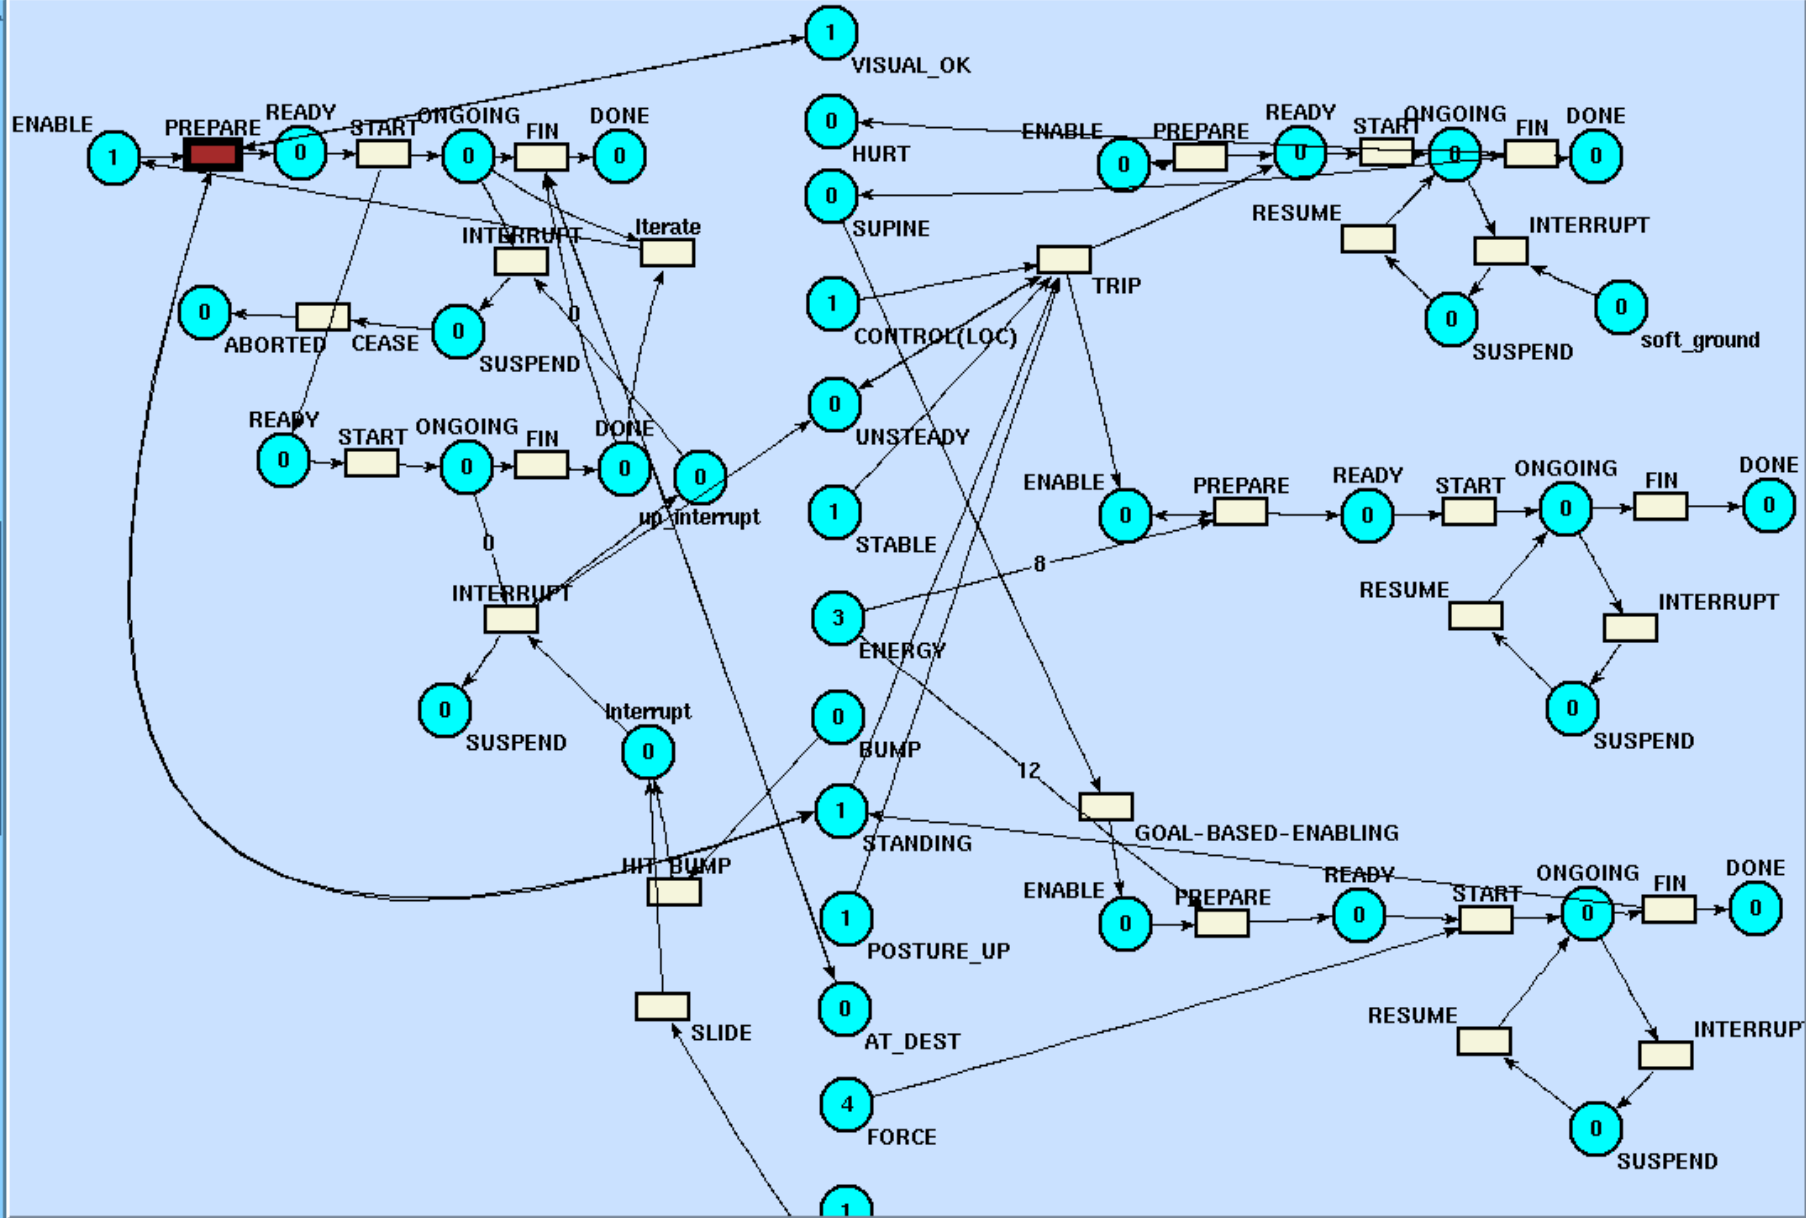 1
VISUAL_OK
ENABLE
PREPARE
READY
START
ONGOING
FIN
DONE
1
0
0
0
0
HURT
ENABLE
PREPARE
READY
START
ONGOING
FIN
DONE
0
0
0
0
0
SUPINE
INTERRUPT
Iterate
RESUME
INTERRUPT
TRIP
0
ABORTED
CEASE
0
SUSPEND
0
1
CONTROL(LOC)
0
SUSPEND
0
soft_ground
READY
START
ONGOING
FIN
DONE
0
0
0
0
up_interrupt
0
UNSTEADY
1
STABLE
ENABLE
PREPARE
READY
START
ONGOING
FIN
DONE
0
0
0
0
0
INTERRUPT
8
3
ENERGY
RESUME
INTERRUPT
0
SUSPEND
0
SUSPEND
Interrupt
0
0
BUMP
12
1
STANDING
GOAL-BASED-ENABLING
HIT_BUMP
ENABLE
PREPARE
READY
START
ONGOING
FIN
DONE
0
0
0
0
1
POSTURE_UP
SLIDE
0
AT_DEST
RESUME
INTERRUP
4
FORCE
0
SUSPEND
1